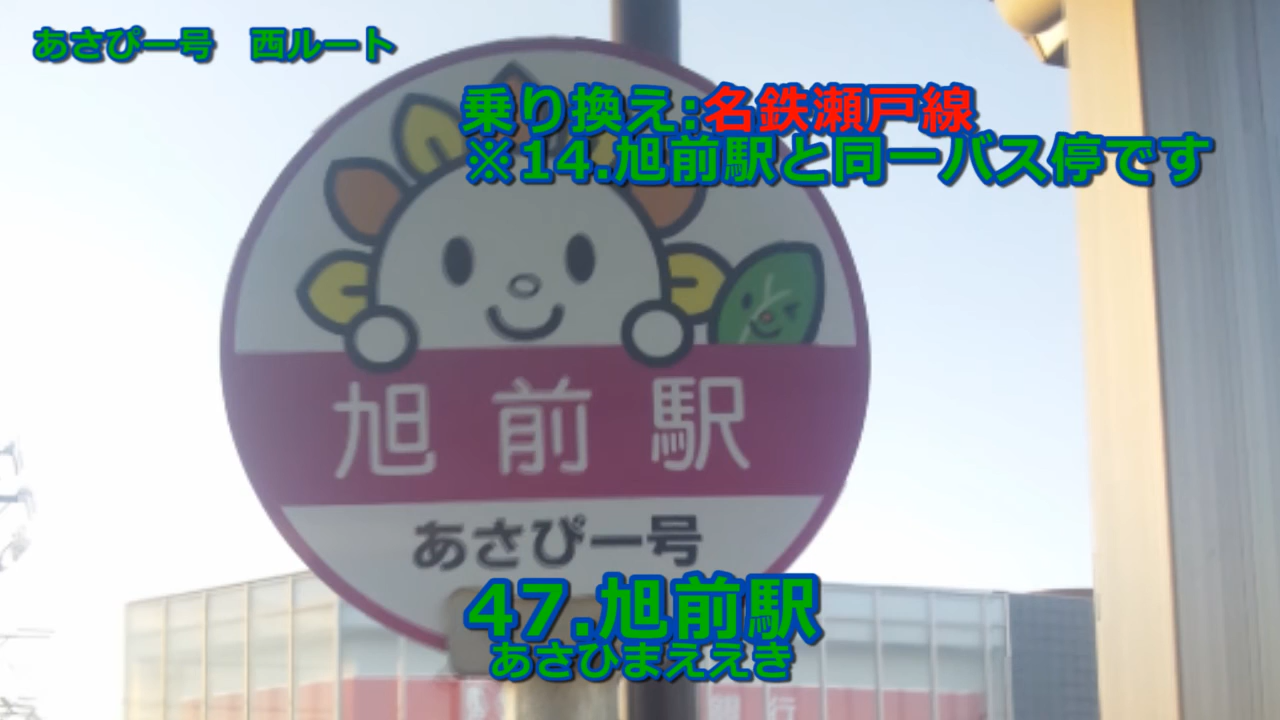 あさぴー号　西ルート
乗り換え:名鉄瀬戸線
※14.旭前駅と同一バス停です
旭前駅
あさぴー号
47.旭前駅
あさひまええき
銀行